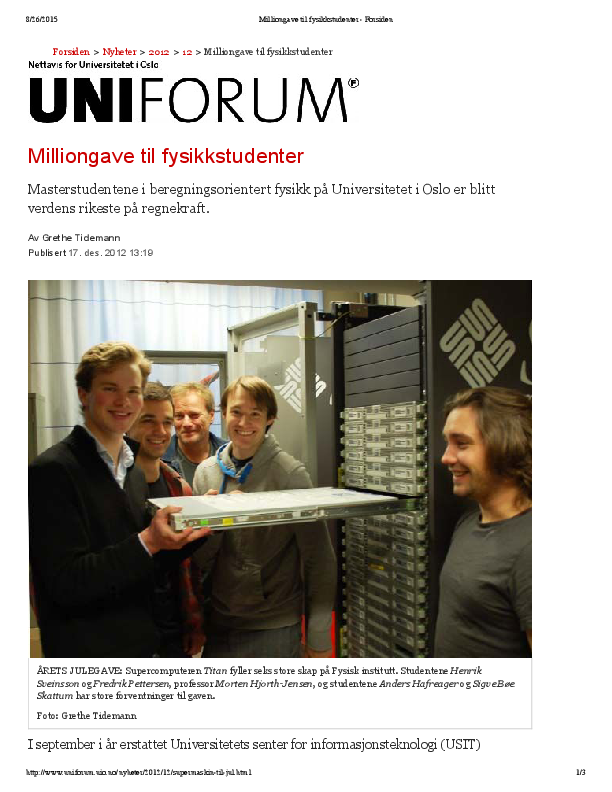 8/26/2015 Milliongave til fysikkstudenter - Forsiden
Forsiden > Nyheter > 2012 > 12 > Milliongave til fysikkstudenter
Nettavis for Universitetet i Oslo
UNIFORUM®
Milliongave til fysikkstudenter
Masterstudentene i beregningsorientert fysikk på Universitetet i Oslo er blitt
verdens rikeste på regnekraft.
Av Grethe Tidemann
Publisert 17. des. 2012 13:19
SUN
ÅRETS JULEGAVE: Supercomputeren Titan fyller seks store skap på Fysisk institutt. Studentene Henrik
Sveinsson og Fredrik Pettersen, professor Morten Hjorth-Jensen, og studentene Anders Hafreager og Sigve Bøe
Skattum har store forventninger til gaven.
Foto: Grethe Tidemann
I september i år erstattet Universitetets senter for informasjonsteknologi (USIT)
http://www.uniforum.uio.no/nyheter/2012/12/supermaskin-til-jul.html 1/3